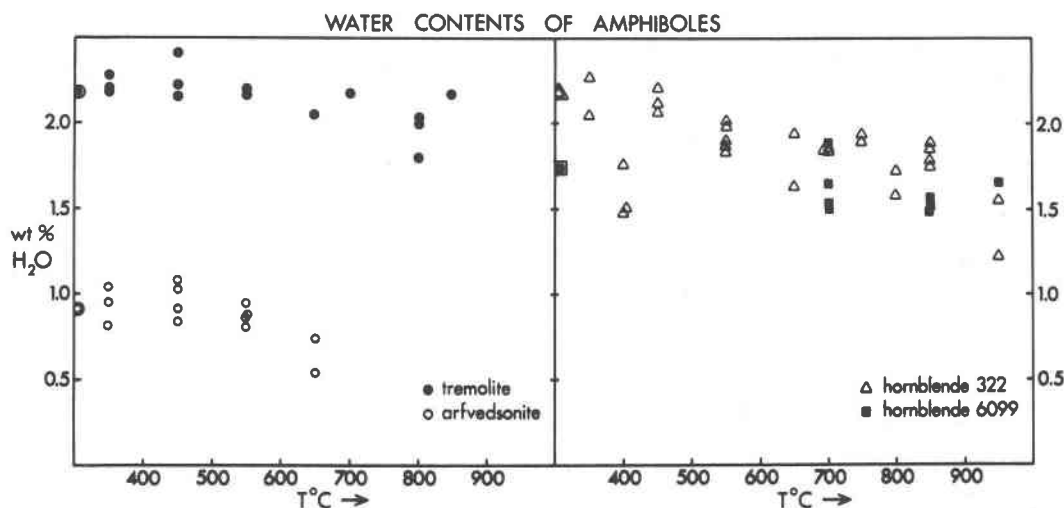 WATER CONTENTS OF AMPHIBOLES
2.0
1.5
wt %
H₂O
1.0
0.5
tremolite
arfvedsonite
400 500 600 700 800 900
T°C →
2.0
1.5
1.0
0.5
hornblende 322
hornblende 6099
400 500 600 700 800 900
T°C →